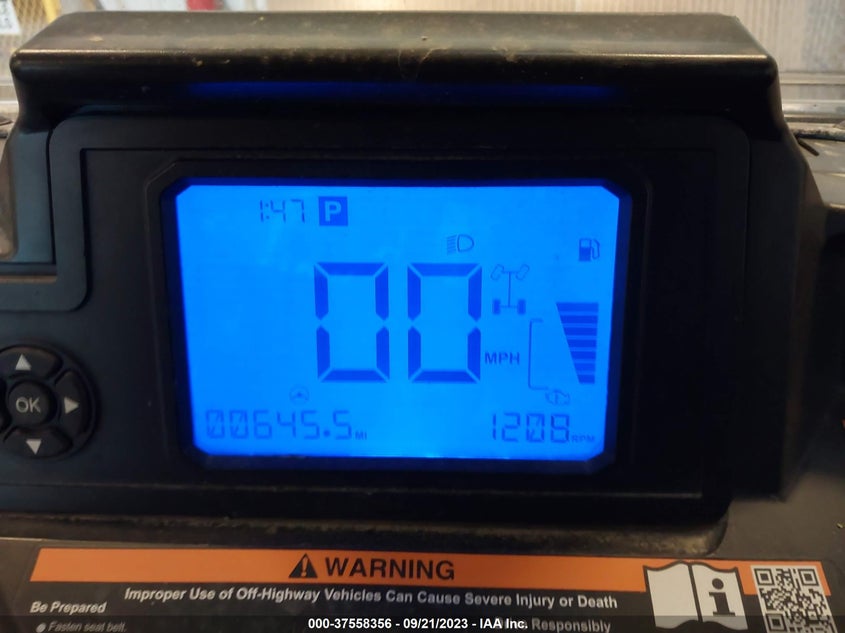 1:47 P
00
MPH
OK
00645.5 MI
1208 RPM
WARNING
Improper Use of Off-Highway Vehicles Can Cause Severe Injury or Death
Be Prepared
Responsibly
Fasten seat belt.
000-37558356 - 09/21/2023 - IAA Inc.